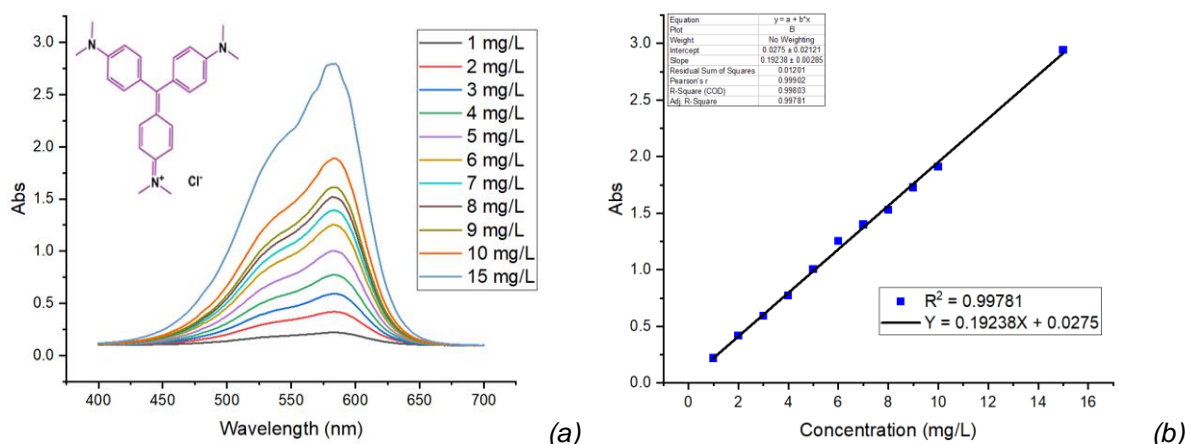 N
N
N⁺
Cl⁻
1 mg/L
2 mg/L
3 mg/L
4 mg/L
5 mg/L
6 mg/L
7 mg/L
8 mg/L
9 mg/L
10 mg/L
15 mg/L
3.0
2.5
2.0
1.5
1.0
0.5
0.0
Abs
400 450 500 550 600 650 700
Wavelength (nm)
(a)
Equation y = a + b*x
Plot B
Weight No Weighting
Intercept 0.0275 ± 0.02121
Slope 0.19238 ± 0.00285
Residual Sum of Squares 0.01201
Pearson's r 0.99902
R-Square (COD) 0.99803
Adj. R-Square 0.99781
3.0
2.5
2.0
1.5
1.0
0.5
0.0
Abs
R² = 0.99781
Y = 0.19238X + 0.0275
0 2 4 6 8 10 12 14 16
Concentration (mg/L)
(b)